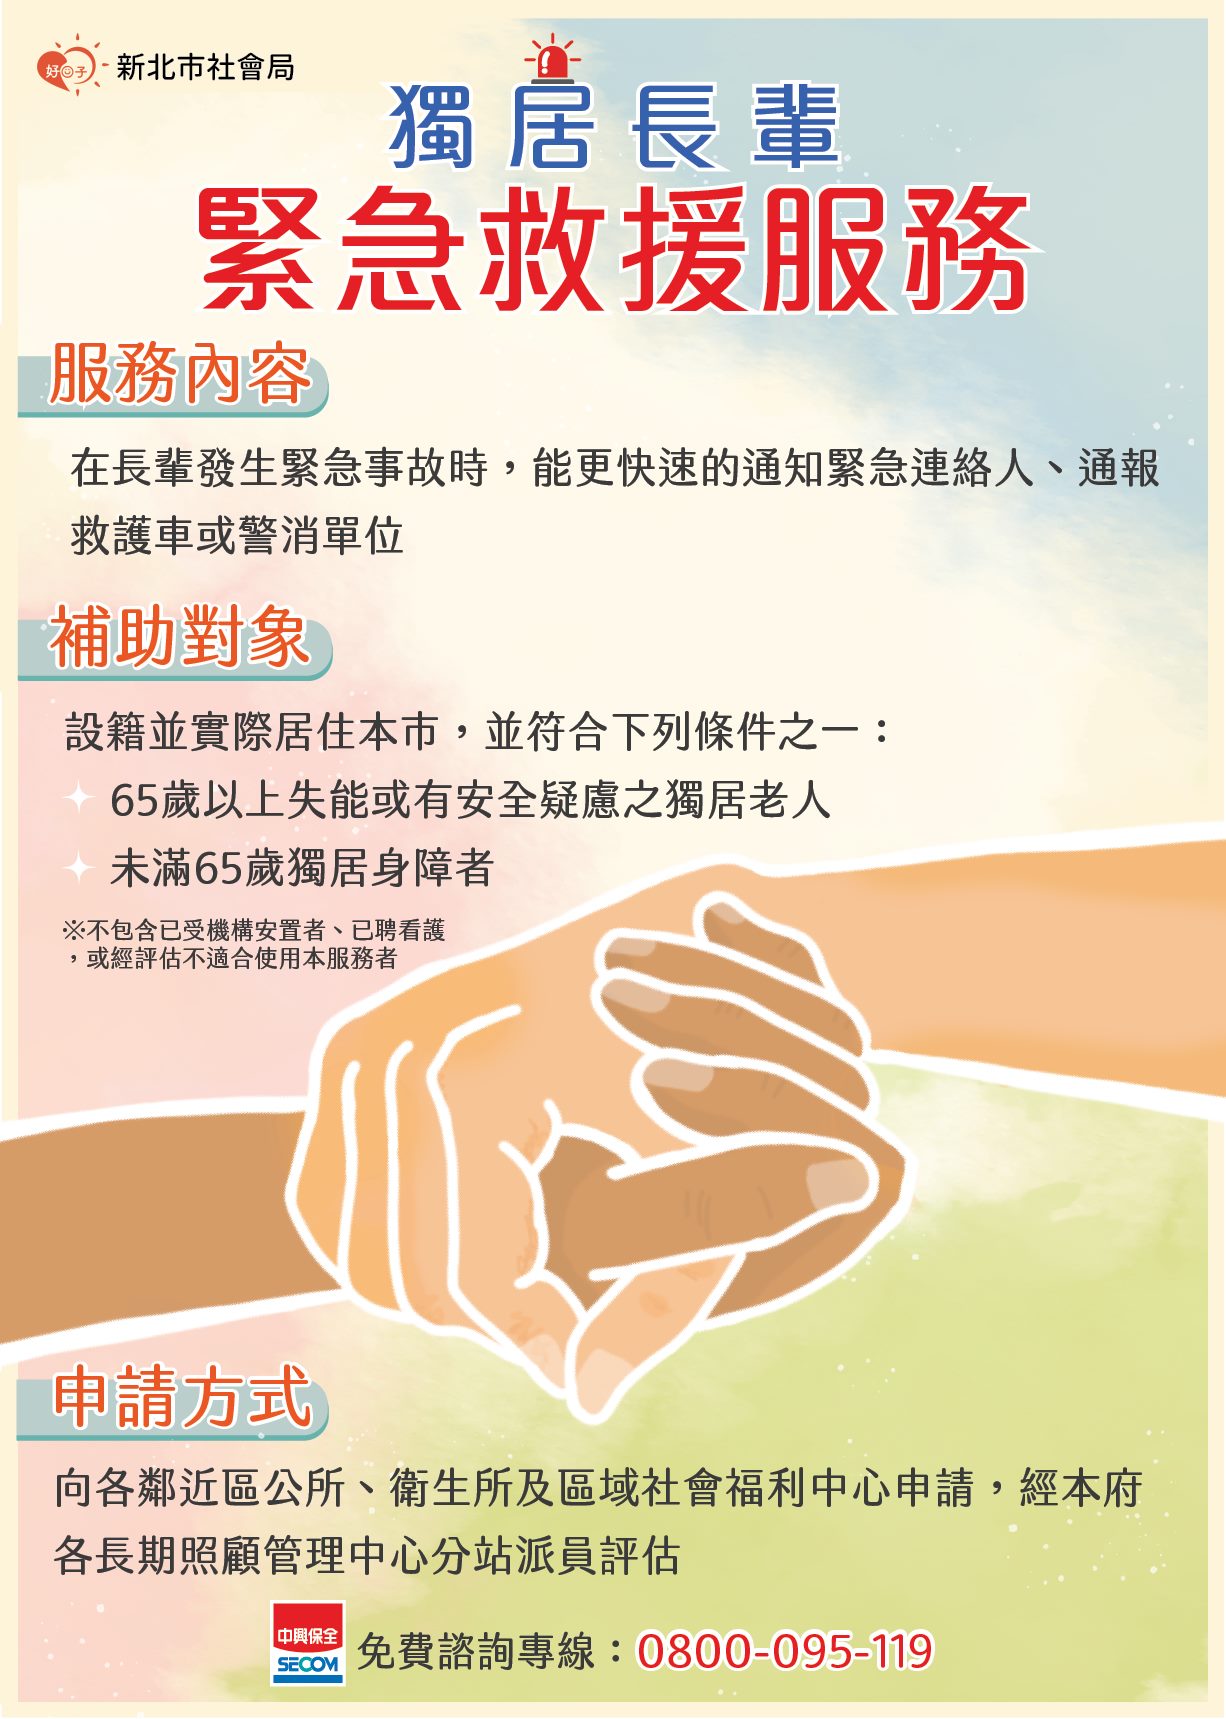 好日子
新北市社會局
獨居長輩
緊急救援服務
服務內容
在長輩發生緊急事故時，能更快速的通知緊急連絡人、通報
救護車或警消單位
補助對象
設籍並實際居住本市，並符合下列條件之一：
65歲以上失能或有安全疑慮之獨居老人
未滿65歲獨居身障者
※不包含已受機構安置者、已聘看護
，或經評估不適合使用本服務者
申請方式
向各鄰近區公所、衛生所及區域社會福利中心申請，經本府
各長期照顧管理中心分站派員評估
中興保全
SECOM
免費諮詢專線：0800-095-119